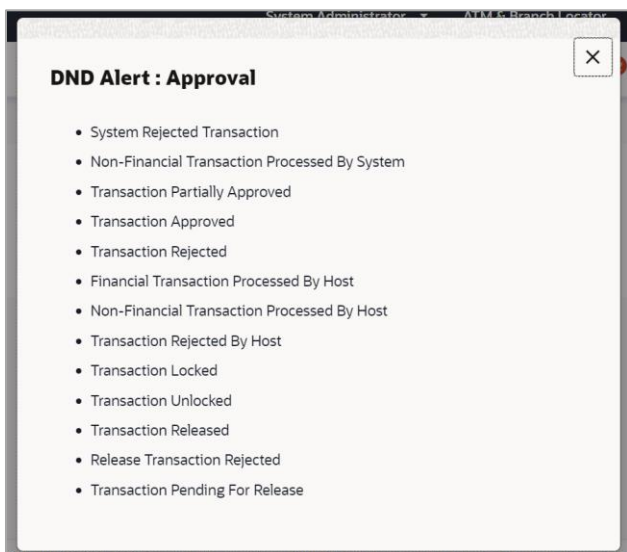 System Administrator ATM & Branch Locator
DND Alert : Approval
• System Rejected Transaction
• Non-Financial Transaction Processed By System
• Transaction Partially Approved
• Transaction Approved
• Transaction Rejected
• Financial Transaction Processed By Host
• Non-Financial Transaction Processed By Host
• Transaction Rejected By Host
• Transaction Locked
• Transaction Unlocked
• Transaction Released
• Release Transaction Rejected
• Transaction Pending For Release